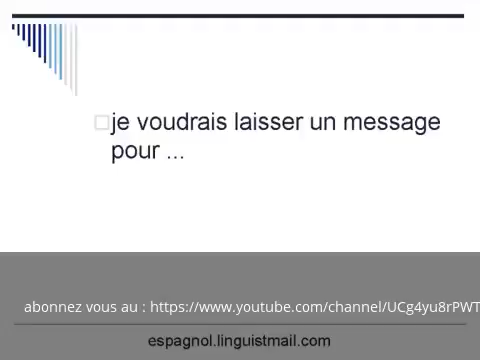 je voudrais laisser un message
pour ...
abonnez vous au : https://www.youtube.com/channel/UCg4yu8rPWT
espagnol.linguistmail.com